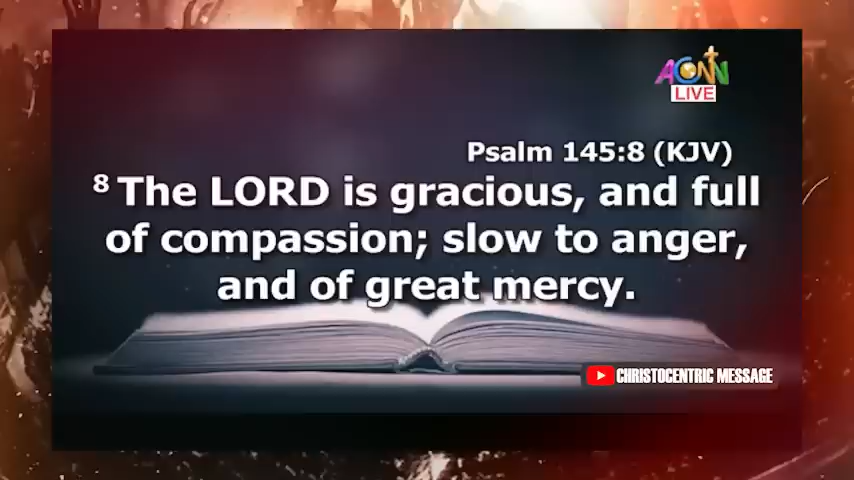 ACNN
LIVE
Psalm 145:8 (KJV)
8 The LORD is gracious, and full
of compassion; slow to anger,
and of great mercy.
CHRISTOCENTRIC MESSAGE